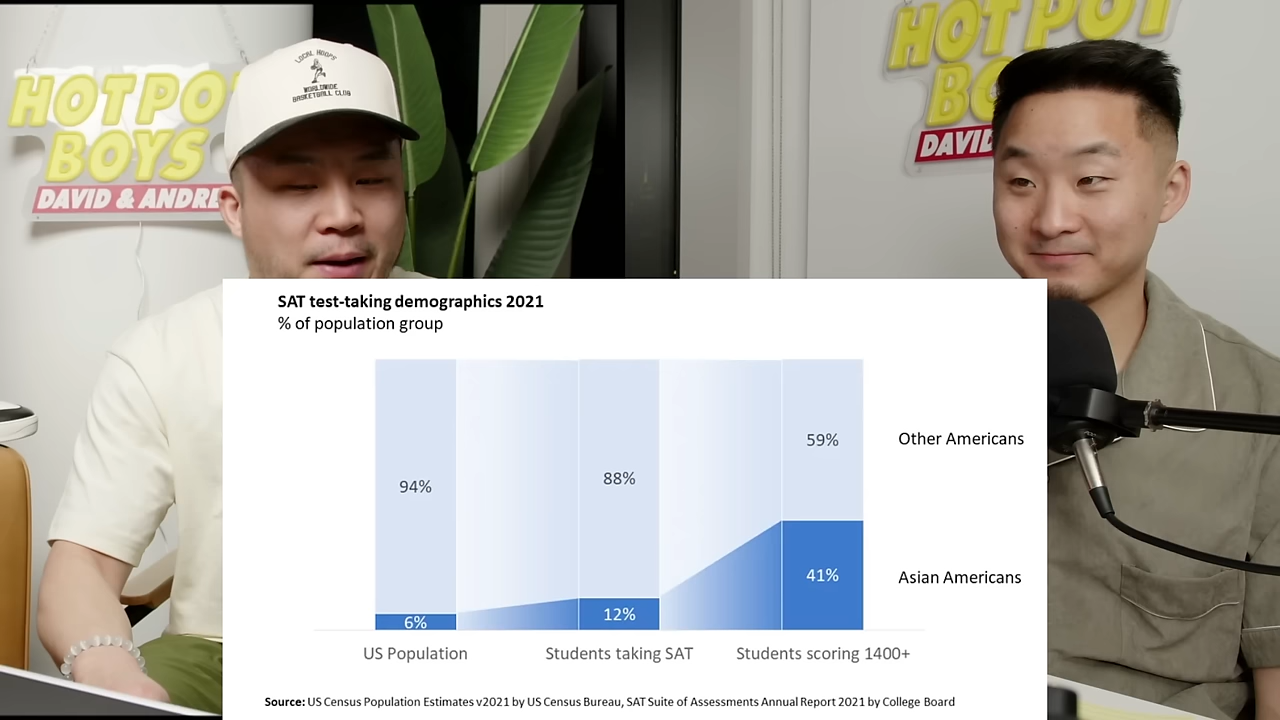 HOT POT
BOYS
DAVID & ANDRE
LOCAL HOOPS
WORLDWIDE
BASKETBALL CLUB
HOT POT
BO
DAVID
SAT test-taking demographics 2021
% of population group
94%
88%
59%
Other Americans
6%
12%
41%
Asian Americans
US Population
Students taking SAT
Students scoring 1400+
Source: US Census Population Estimates v2021 by US Census Bureau, SAT Suite of Assessments Annual Report 2021 by College Board